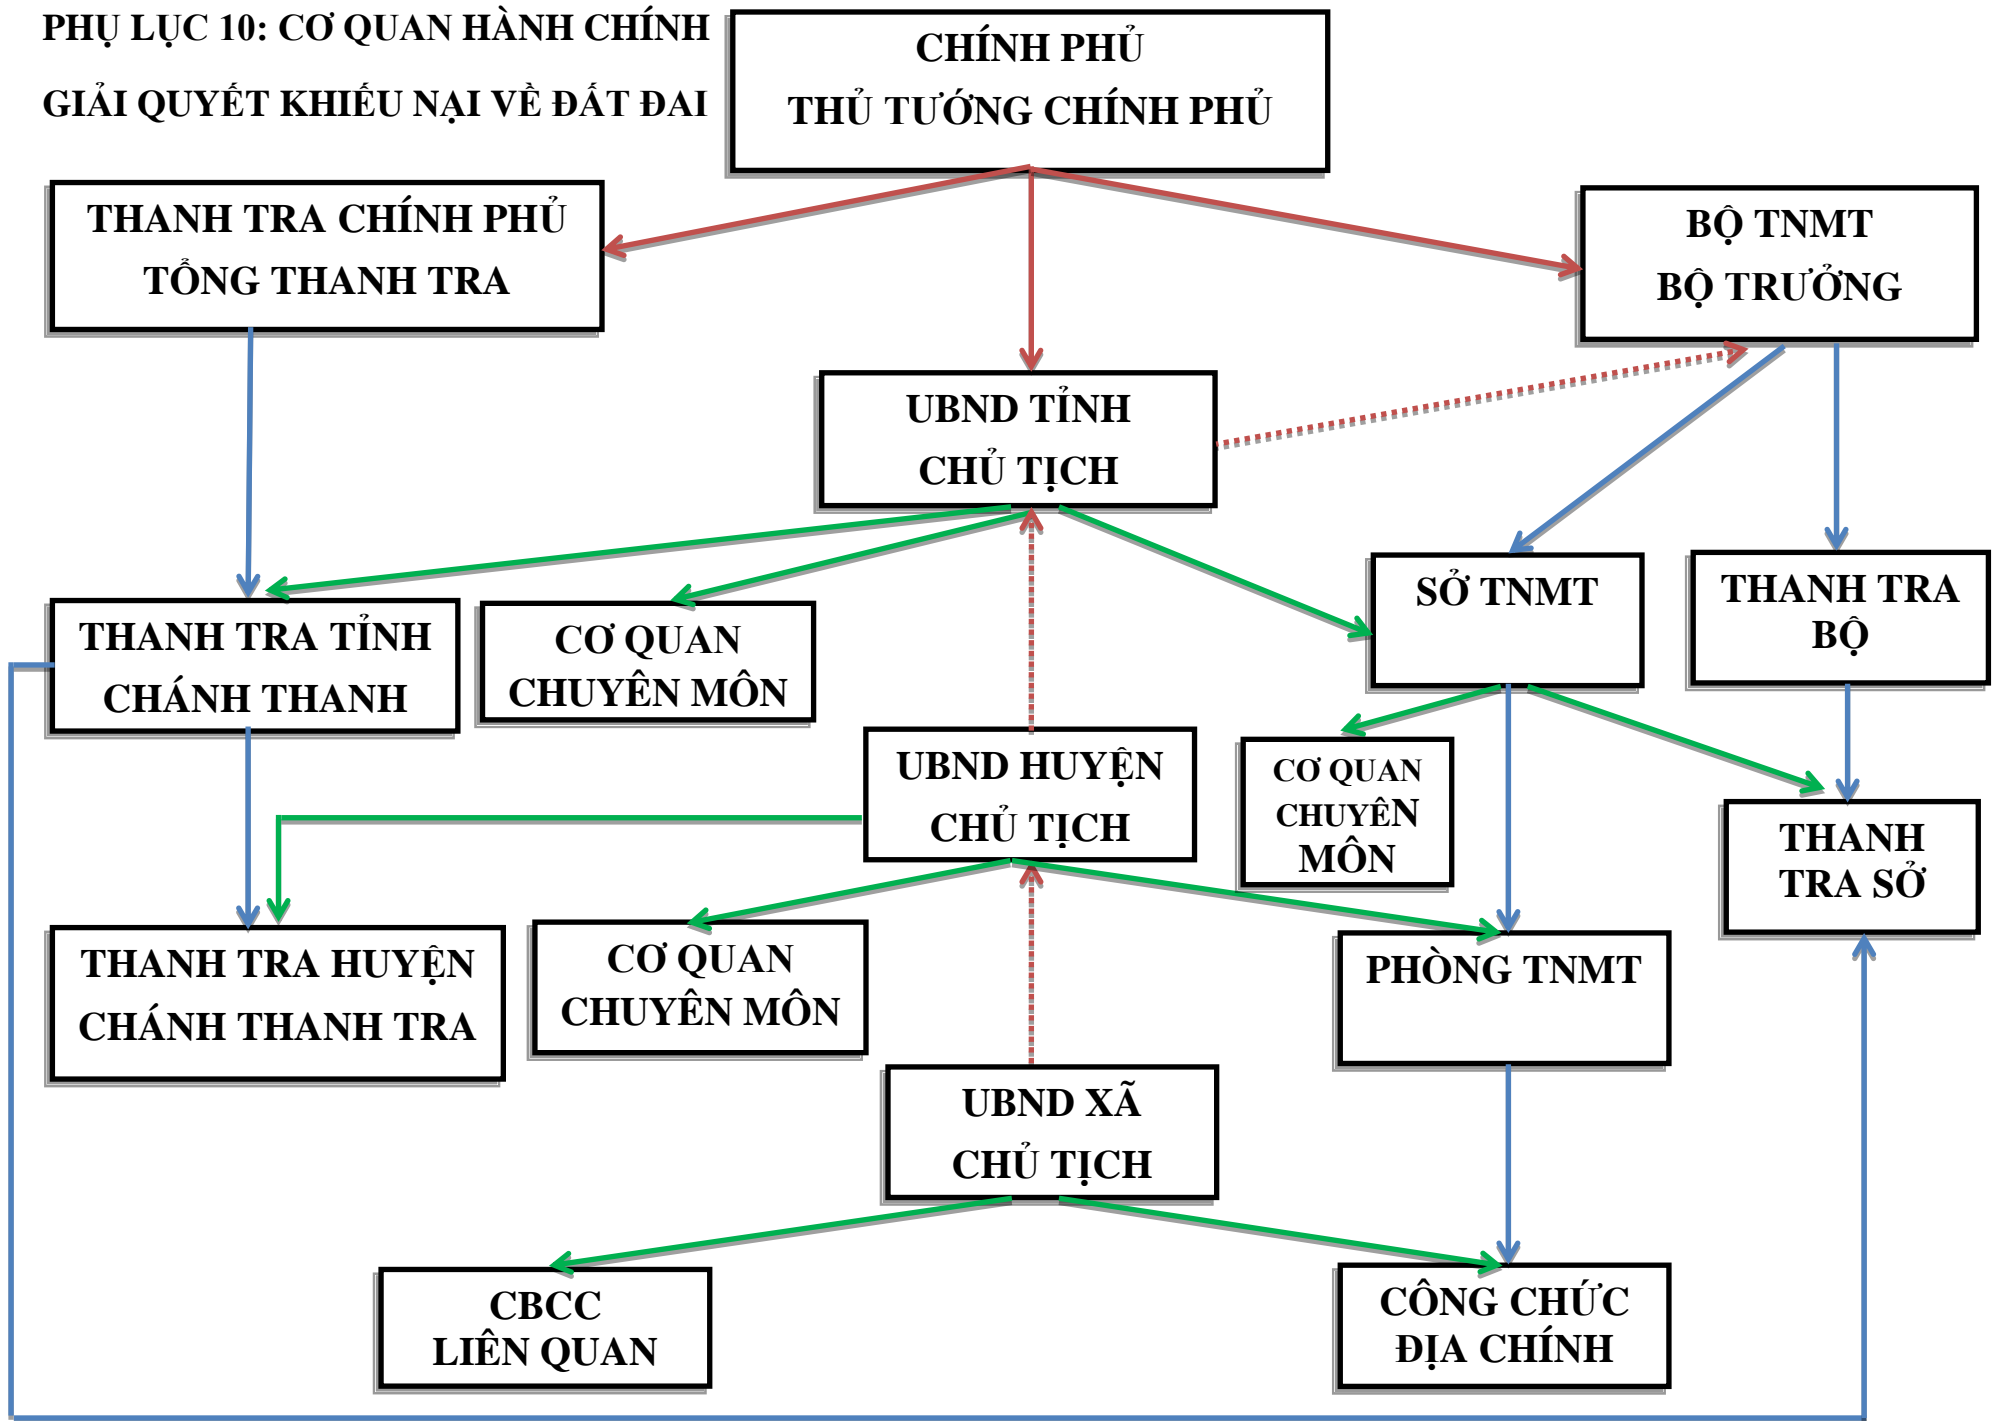 PHỤ LỤC 10: CƠ QUAN HÀNH CHÍNH
GIẢI QUYẾT KHIẾU NẠI VỀ ĐẤT ĐAI
CHÍNH PHỦ
THỦ TƯỚNG CHÍNH PHỦ
THANH TRA CHÍNH PHỦ
TỔNG THANH TRA
BỘ TNMT
BỘ TRƯỞNG
UBND TỈNH
CHỦ TỊCH
THANH TRA TỈNH
CHÁNH THANH
CƠ QUAN
CHUYÊN MÔN
SỞ TNMT
THANH TRA
BỘ
UBND HUYỆN
CHỦ TỊCH
CƠ QUAN
CHUYÊN
MÔN
THANH
TRA SỞ
THANH TRA HUYỆN
CHÁNH THANH TRA
CƠ QUAN
CHUYÊN MÔN
PHÒNG TNMT
UBND XÃ
CHỦ TỊCH
CBCC
LIÊN QUAN
CÔNG CHỨC
ĐỊA CHÍNH